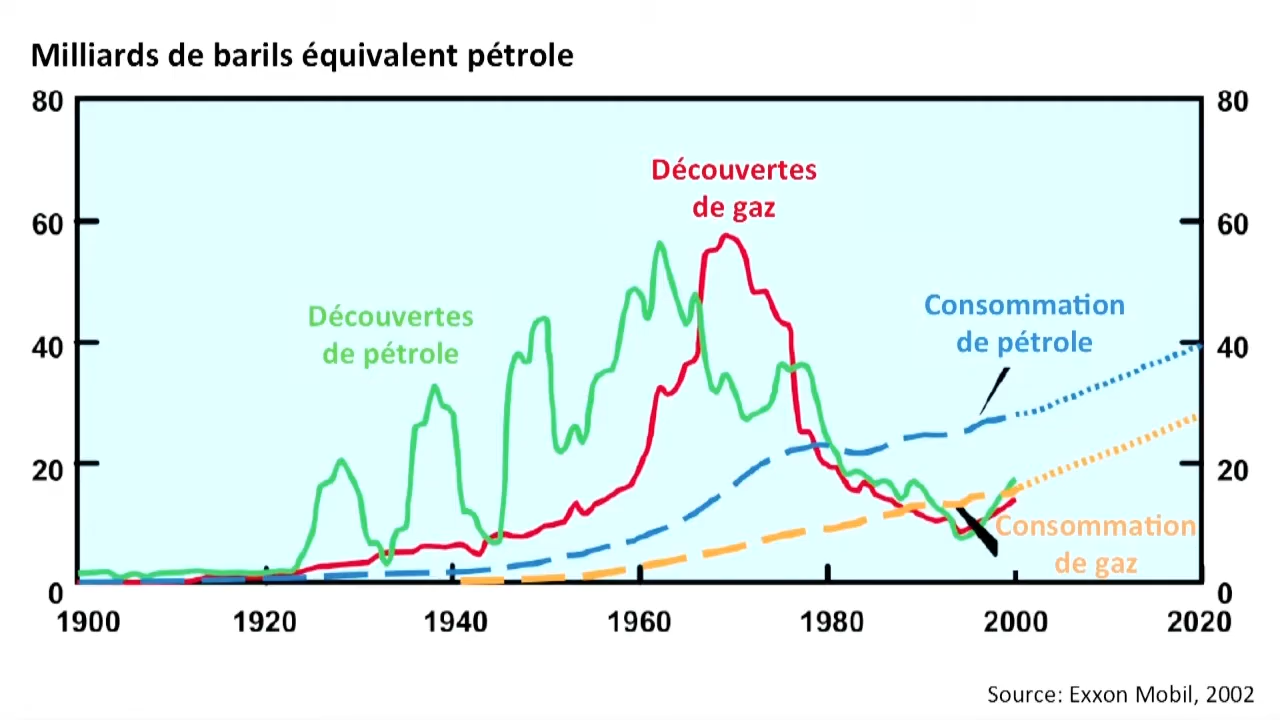 Milliards de barils équivalent pétrole
80
80
Découvertes
de gaz
60
60
Découvertes
de pétrole
Consommation
de pétrole
40
40
20
20
Consommation
de gaz
0
0
1900 1920 1940 1960 1980 2000 2020
Source: Exxon Mobil, 2002